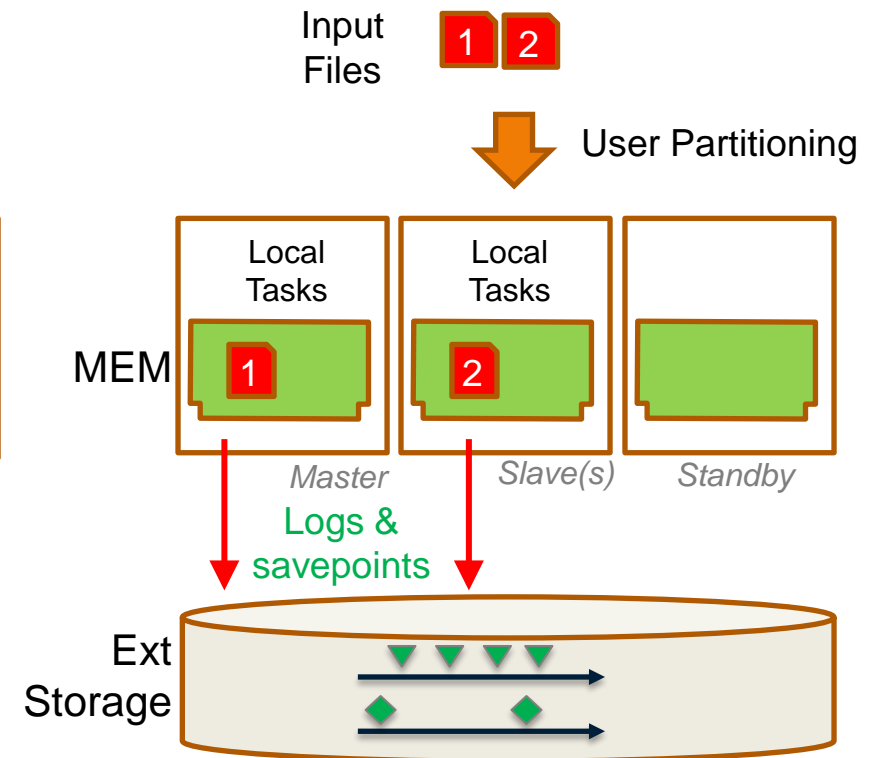 Input
Files
1 2
User Partitioning
Local
Tasks
Local
Tasks
MEM
1
2
Master
Slave(s)
Standby
Logs &
savepoints
Ext
Storage